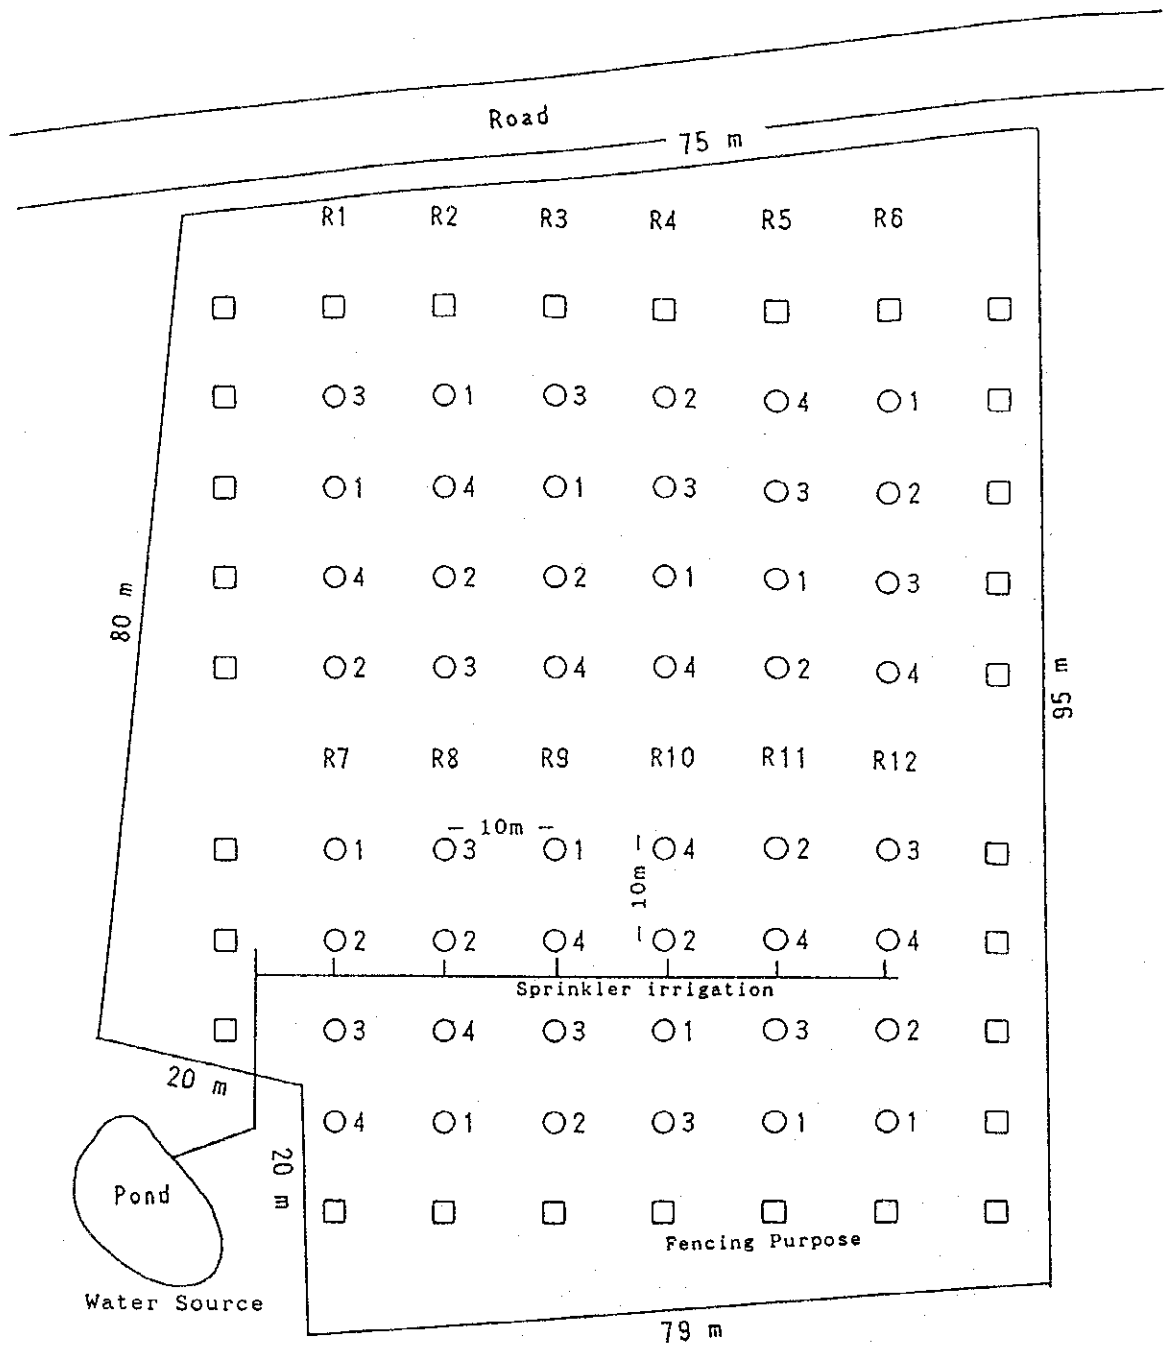 Road
75 m
R1 R2 R3 R4 R5 R6
3 1 3 2 4 1
1 4 1 3 3 2
4 2 2 1 1 3
80 m
2 3 4 4 2 4
95 m
R7 R8 R9 R10 R11 R12
10m
1 3 1 4 2 3
10m
2 2 4 2 4 4
Sprinkler irrigation
3 4 3 1 3 2
20 m
4 1 2 3 1 1
20 m
Pond
Fencing Purpose
Water Source
79 m